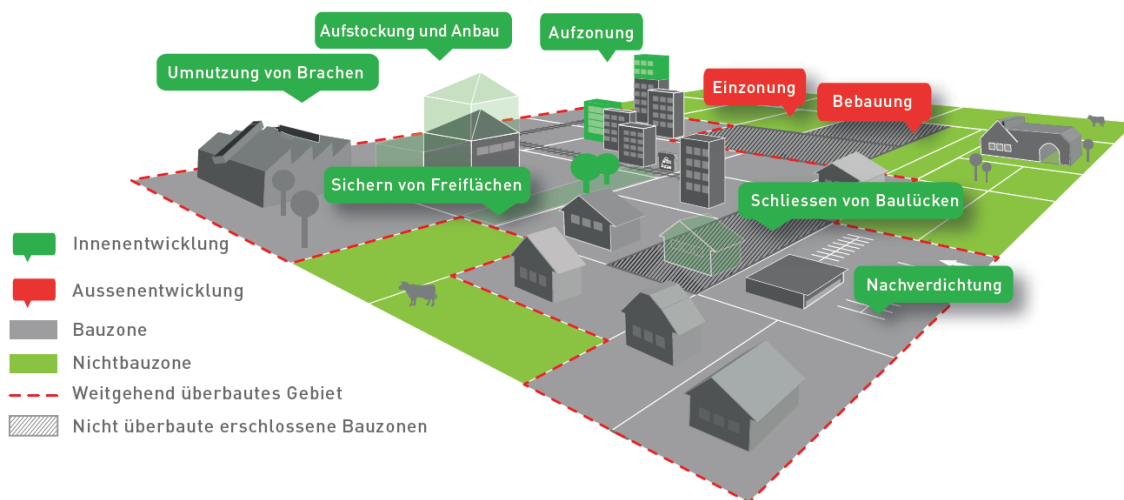 Aufstockung und Anbau
Aufzonung
Umnutzung von Brachen
Einzonung
Bebauung
Sichern von Freiflächen
Schliessen von Baulücken
Nachverdichtung
Innenentwicklung
Aussenentwicklung
Bauzone
Nichtbauzone
Weitgehend überbautes Gebiet
Nicht überbaute erschlossene Bauzonen